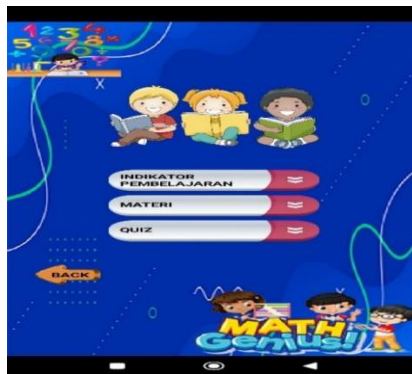 INDIKATOR
PEMBELAJARAN
MATERI
QUIZ
BACK
MATH
Genius!